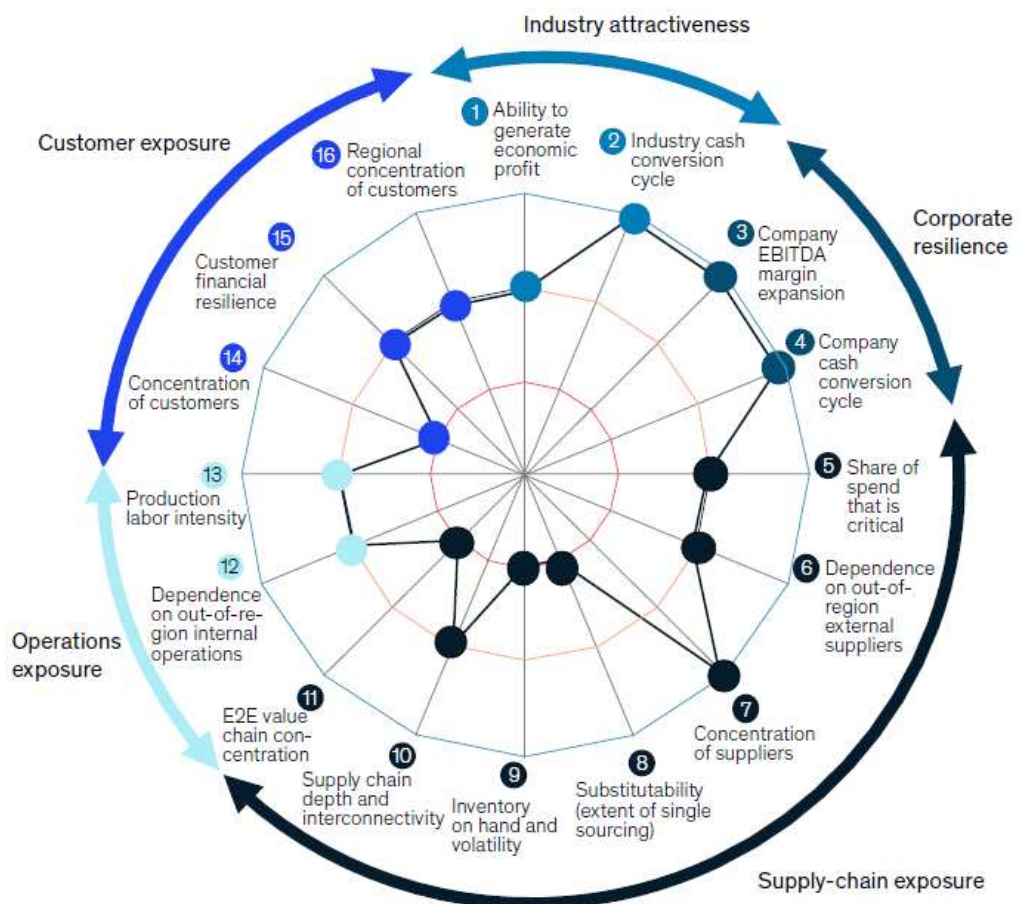 Industry attractiveness
Customer exposure
Corporate
resilience
Operations
exposure
Supply-chain exposure
1 Ability to
generate
economic
profit
2 Industry cash
conversion
cycle
3 Company
EBITDA
margin
expansion
4 Company
cash
conversion
cycle
5 Share of
spend
that is
critical
6 Dependence
on out-of-
region
external
suppliers
7
Concentration
of suppliers
8
Substitutability
(extent of single
sourcing)
9
Inventory
on hand and
volatility
10
Supply chain
depth and
interconnectivity
11
E2E value
chain con-
centration
12
Dependence
on out-of-re-
gion internal
operations
13
Production
labor intensity
14
Concentration
of customers
15
Customer
financial
resilience
16 Regional
concentration
of customers